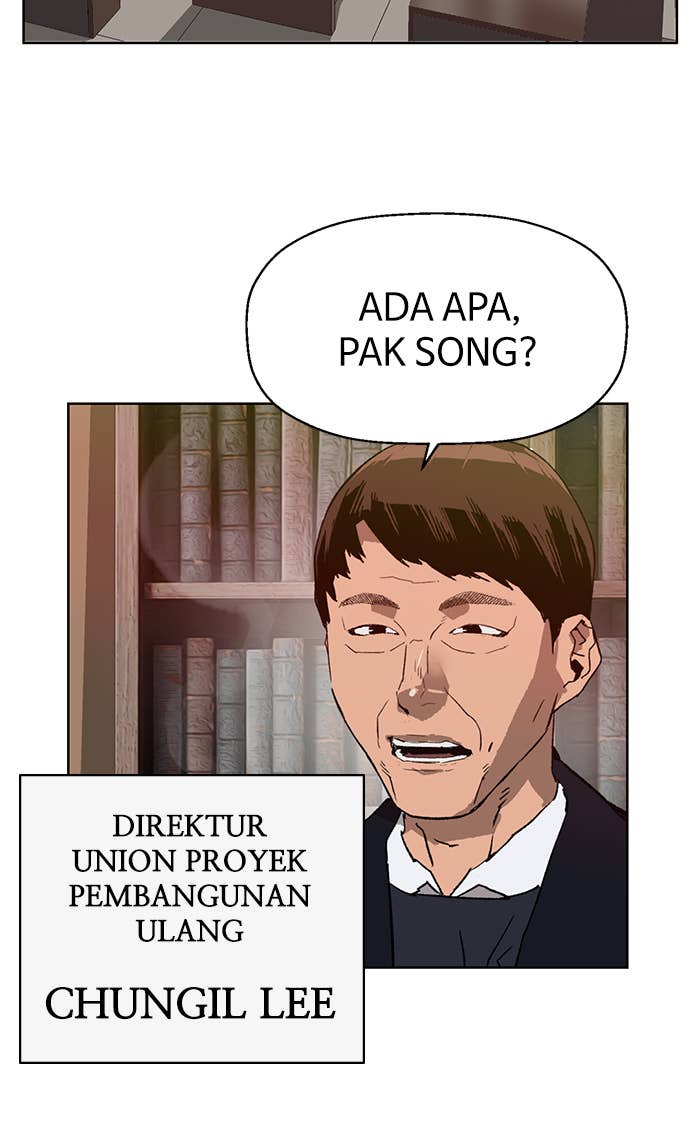 ADA APA,
PAK SONG?
DIREKTUR
UNION PROYEK
PEMBANGUNAN
ULANG
CHUNGIL LEE